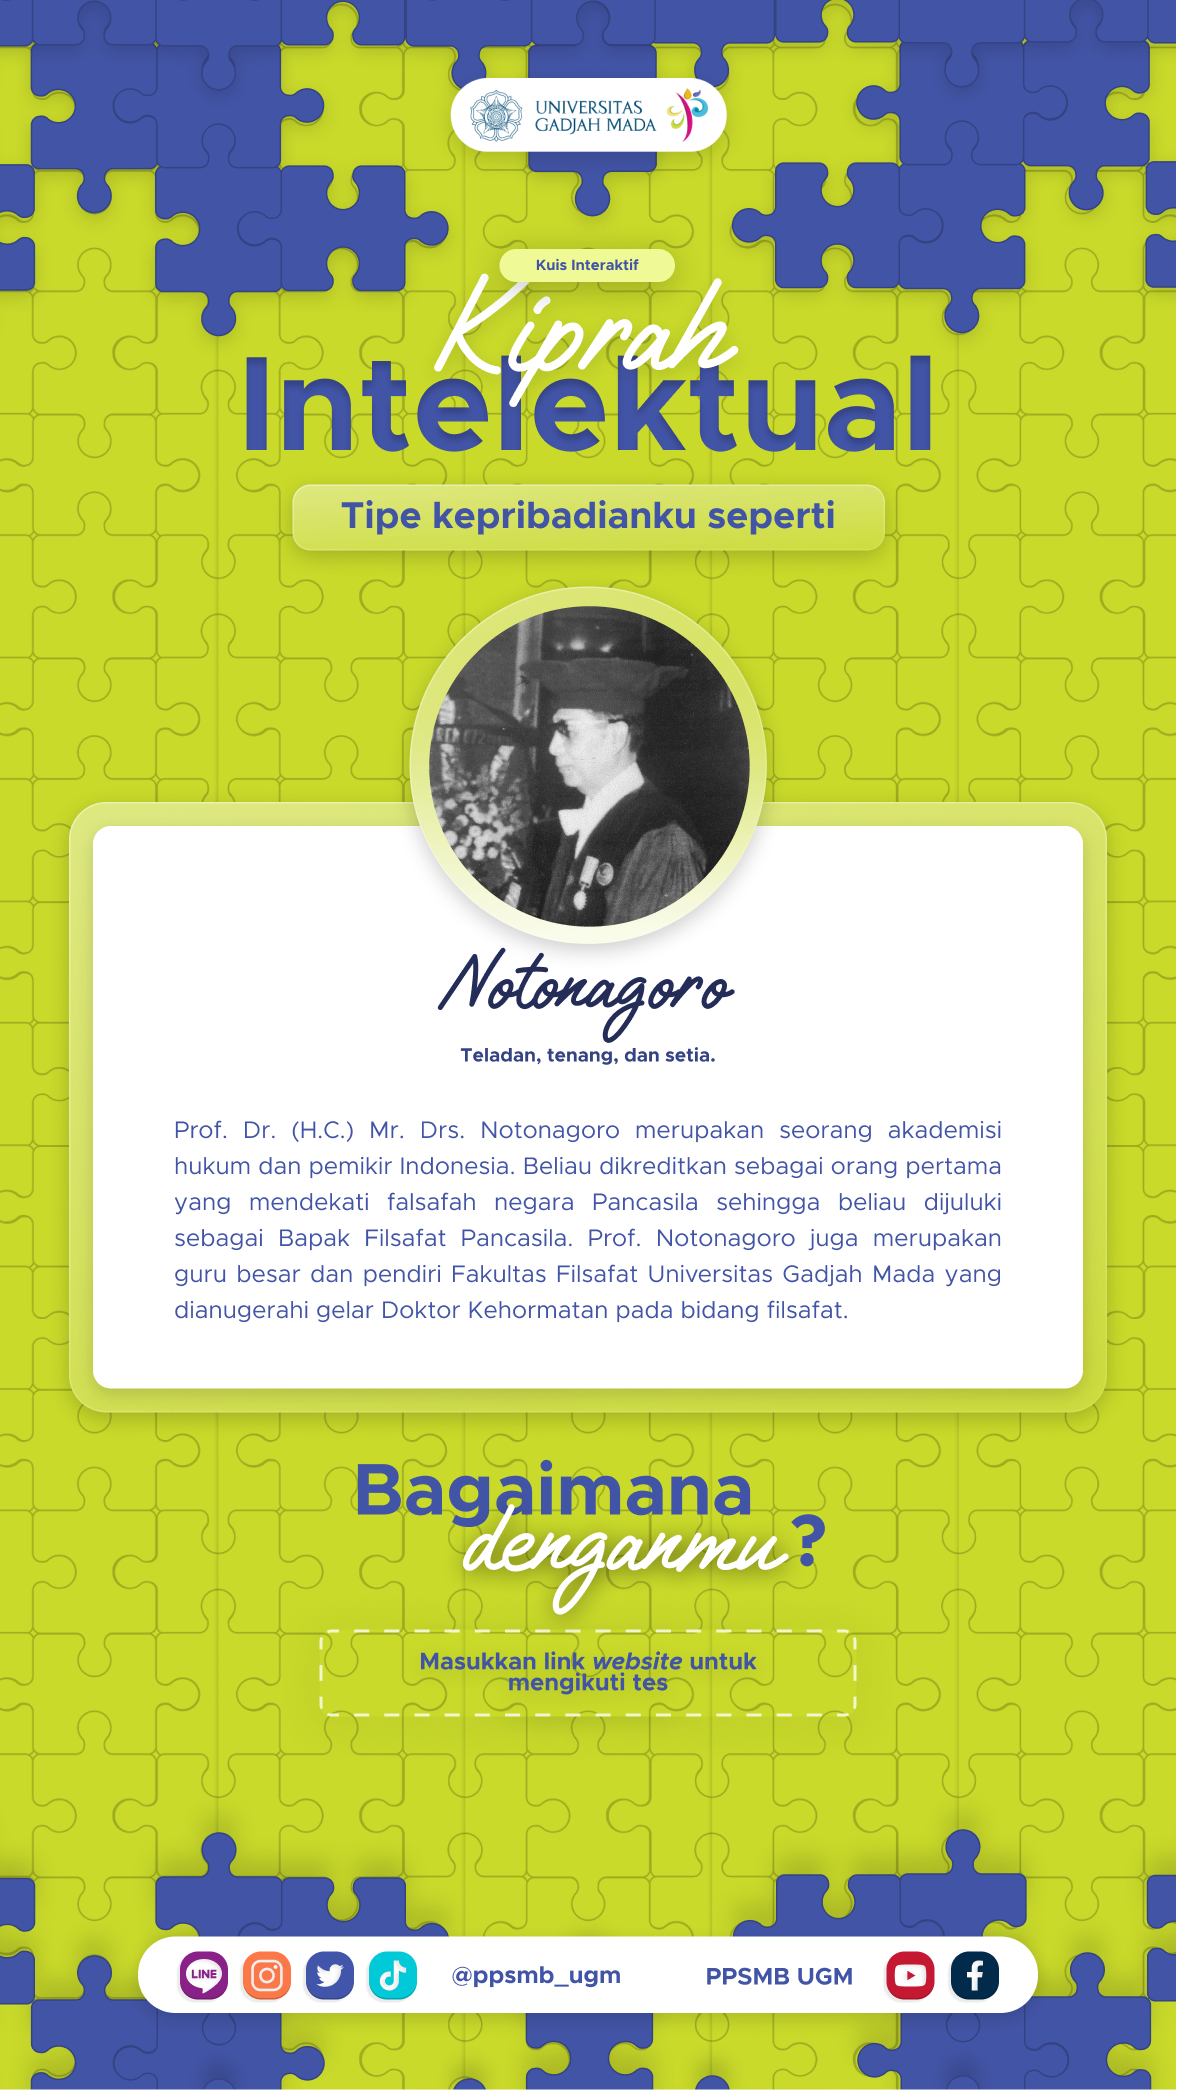 UNIVERSITAS
GADJAH MADA
Kuis Interaktif
Kiprah
Intelektual
Tipe kepribadianku seperti
Notonagoro
Teladan, tenang, dan setia.
Prof. Dr. (H.C.) Mr. Drs. Notonagoro merupakan seorang akademisi
hukum dan pemikir Indonesia. Beliau dikreditkan sebagai orang pertama
yang mendekati falsafah negara Pancasila sehingga beliau dijuluki
sebagai Bapak Filsafat Pancasila. Prof. Notonagoro juga merupakan
guru besar dan pendiri Fakultas Filsafat Universitas Gadjah Mada yang
dianugerahi gelar Doktor Kehormatan pada bidang filsafat.
Bagaimana
denganmu?
Masukkan link website untuk
mengikuti tes
LINE @ppsmb_ugm PPSMB UGM